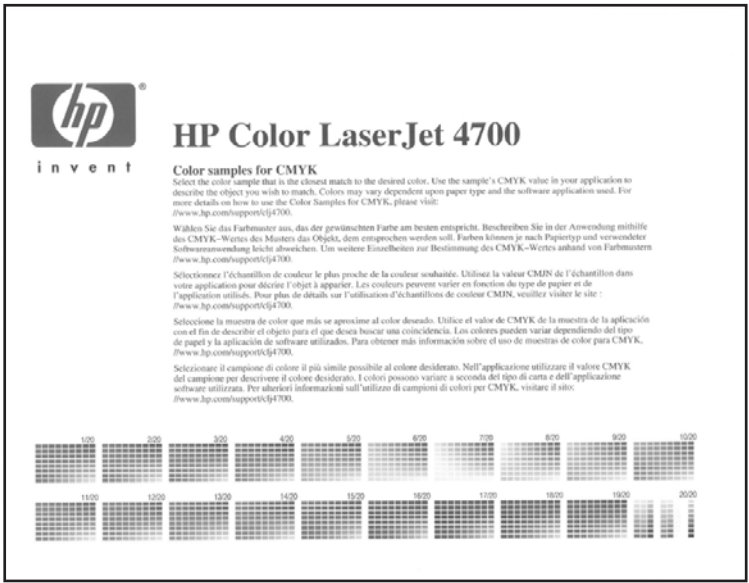 hp
®
invent
HP Color LaserJet 4700
Color samples for CMYK
Select the color sample that is the closest match to the desired color. Use the sample's CMYK value in your application to
describe the object you wish to match. Colors may vary dependent upon paper type and the software application used. For
more details on how to use the Color Samples for CMYK, please visit:
//www.hp.com/support/clj4700.
Wählen Sie das Farbmuster aus, das der gewünschten Farbe am besten entspricht. Beschreiben Sie in der Anwendung mithilfe
des CMYK-Wertes des Musters das Objekt, dem entsprochen werden soll. Farben können je nach Papiertyp und verwendeter
Softwareanwendung leicht abweichen. Um weitere Einzelheiten zur Bestimmung des CMYK-Wertes anhand von Farbmustern
//www.hp.com/support/clj4700.
Sélectionnez l'échantillon de couleur le plus proche de la couleur souhaitée. Utilisez la valeur CMJN de l'échantillon dans
votre application pour décrire l'objet à apparier. Les couleurs peuvent varier en fonction du type de papier et de
l'application utilisés. Pour plus de détails sur l'utilisation d'échantillons de couleur CMJN, veuillez visiter le site :
//www.hp.com/support/clj4700.
Seleccione la muestra de color que más se aproxime al color deseado. Utilice el valor de CMYK de la muestra de la aplicación
con el fin de describir el objeto para el que desea buscar una coincidencia. Los colores pueden variar dependiendo del tipo
de papel y la aplicación de software utilizados. Para obtener más información sobre el uso de muestras de color para CMYK,
//www.hp.com/support/clj4700.
Selezionare il campione di colore il più simile possibile al colore desiderato. Nell'applicazione utilizzare il valore CMYK
del campione per descrivere il colore desiderato. I colori possono variare a seconda del tipo di carta e dell'applicazione
software utilizzata. Per ulteriori informazioni sull'utilizzo di campioni di colori per CMYK, visitare il sito:
//www.hp.com/support/clj4700.
1/20 2/20 3/20 4/20 5/20 6/20 7/20 8/20 9/20 10/20
11/20 12/20 13/20 14/20 15/20 16/20 17/20 18/20 19/20 20/20